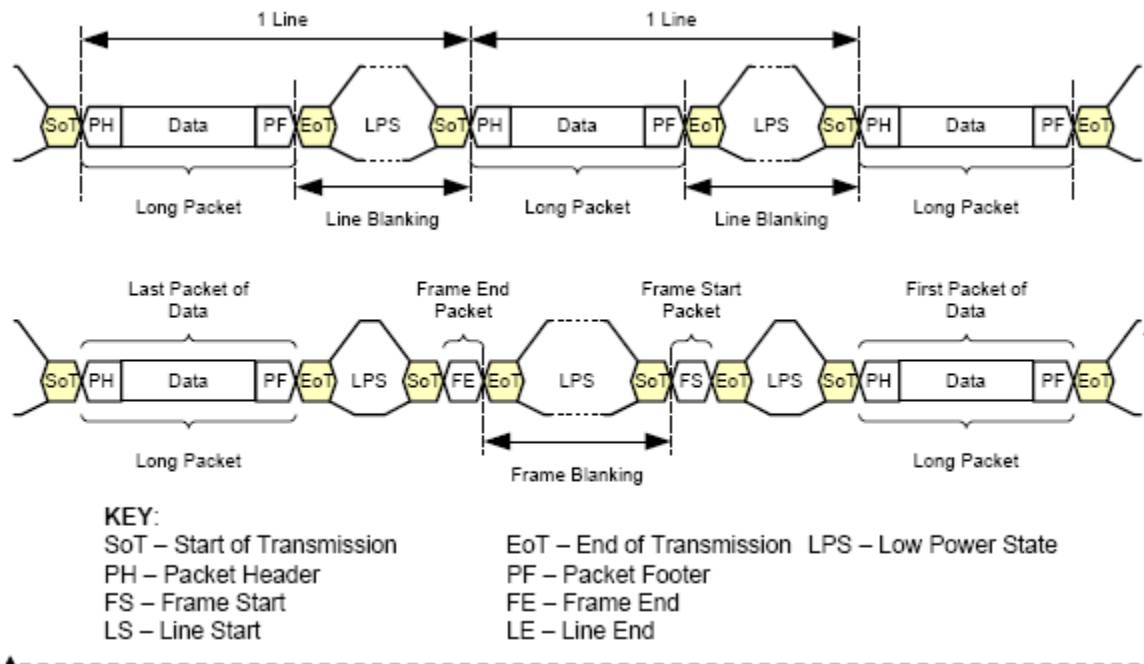 1 Line 1 Line
SoT PH Data PF EoT LPS SoT PH Data PF EoT LPS SoT PH Data PF EoT
Long Packet Line Blanking Long Packet Line Blanking Long Packet
Last Packet of Data Frame End Packet Frame Start Packet First Packet of Data
SoT PH Data PF EoT LPS SoT FE EoT LPS SoT FS EoT LPS SoT PH Data PF EoT
Long Packet Frame Blanking Long Packet
KEY:
SoT – Start of Transmission EoT – End of Transmission LPS – Low Power State
PH – Packet Header PF – Packet Footer
FS – Frame Start FE – Frame End
LS – Line Start LE – Line End